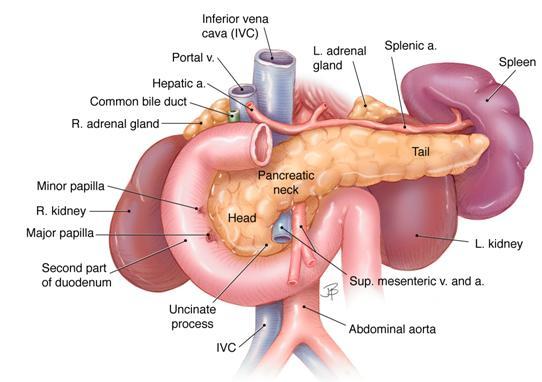 Inferior vena
cava (IVC)
Portal v.
L. adrenal
gland
Splenic a.
Spleen
Hepatic a.
Common bile duct
R. adrenal gland
Tail
Pancreatic
neck
Minor papilla
R. kidney
Head
Major papilla
L. kidney
Second part
of duodenum
Sup. mesenteric v. and a.
Uncinate
process
Abdominal aorta
IVC